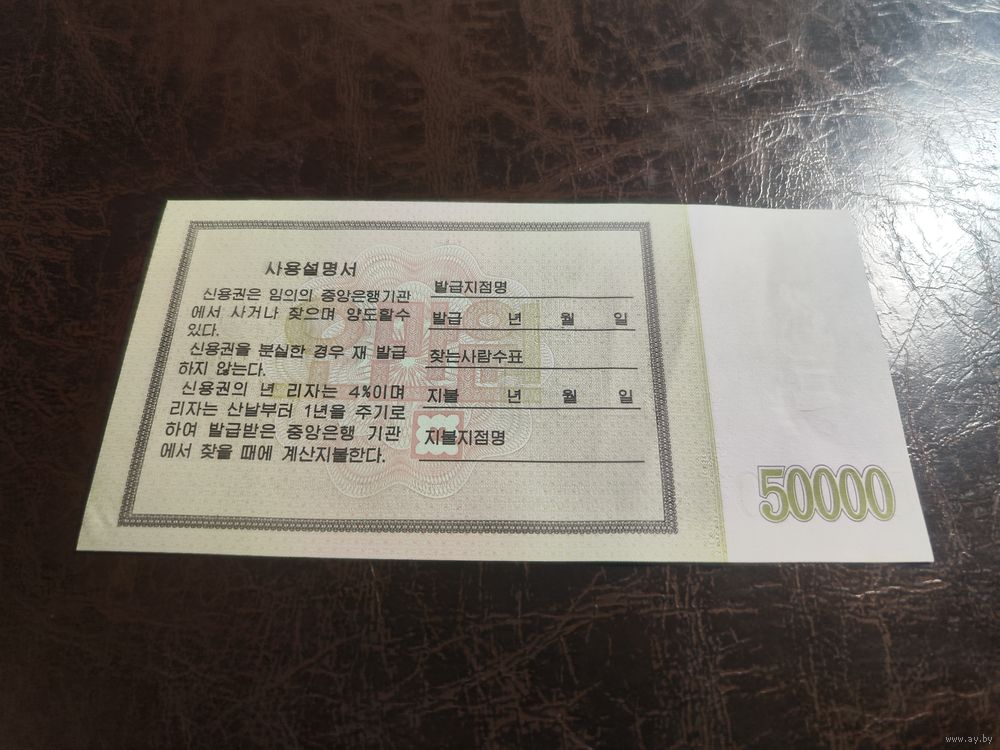 사용설명서
신용권은 임의의 중앙은행기관
에서 사거나 찾으며 양도할수
있다.
신용권을 분실한 경우 재 발급
하지 않는다.
신용권의 년 리자는 4%이며
리자는 산날부터 1년을 주기로
하여 발급받은 중앙은행 기관
에서 찾을 때에 계산지불한다.
발급지점명
발급 년 월 일
찾는사람수표
지불 년 월 일
지불지점명
50000
www.ay.by